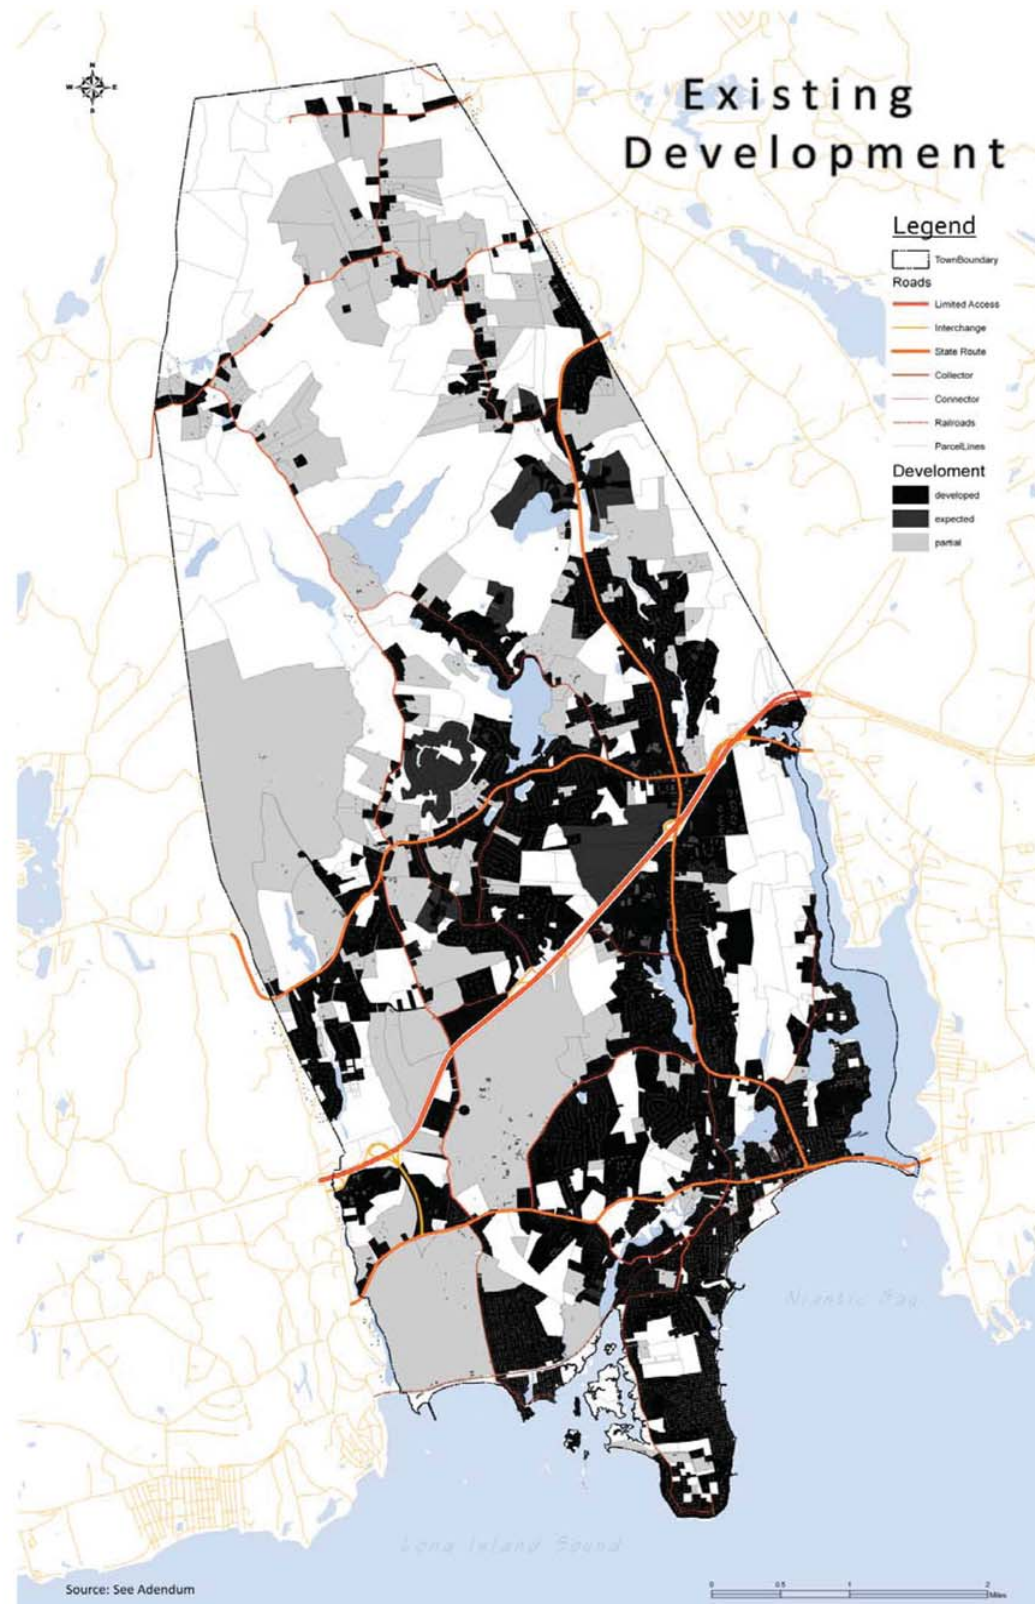 N
W E
S
Existing
Development
Legend
TownBoundary
Roads
Limited Access
Interchange
State Route
Collector
Connector
Railroads
ParcelLines
Develoment
developed
expected
partial
Niantic Bay
Long Island Sound
Source: See Adendum
0 0.5 1 2
Miles